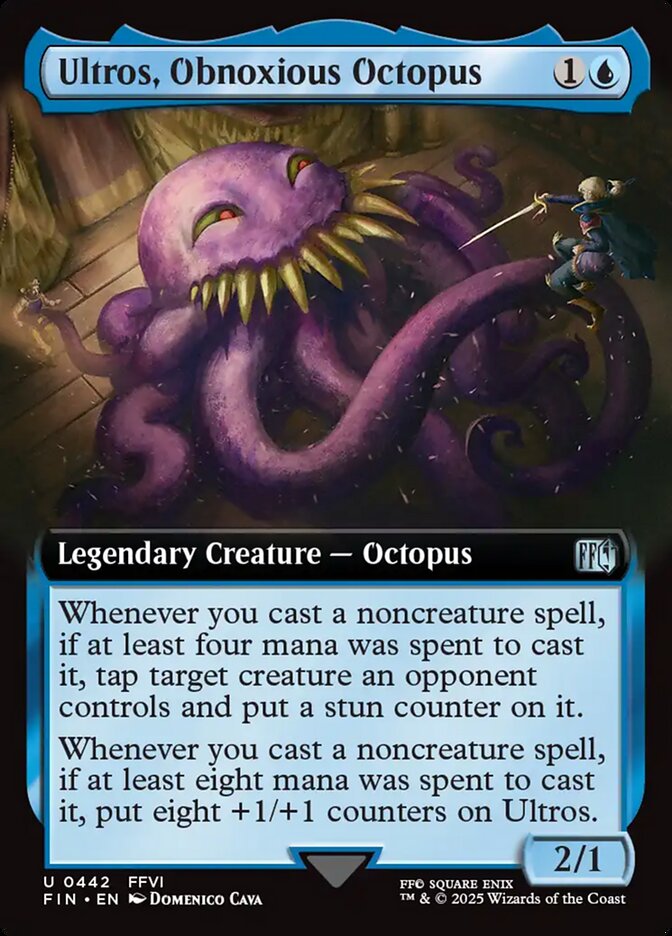 Ultros, Obnoxious Octopus 1
Legendary Creature — Octopus FF
Whenever you cast a noncreature spell,
if at least four mana was spent to cast
it, tap target creature an opponent
controls and put a stun counter on it.
Whenever you cast a noncreature spell,
if at least eight mana was spent to cast
it, put eight +1/+1 counters on Ultros.
2/1
U 0442 FFVI
FIN • EN Domenico Cava
FF© SQUARE ENIX
™ & © 2025 Wizards of the Coast